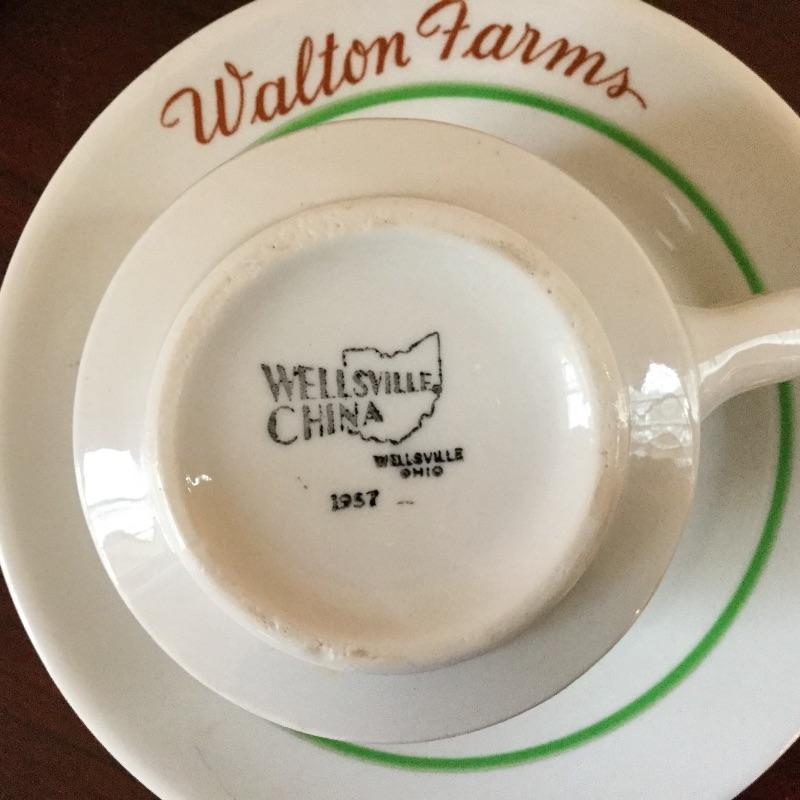 Walton Farms
WELLSVILLE
CHINA
WELLSVILLE
OHIO
1957